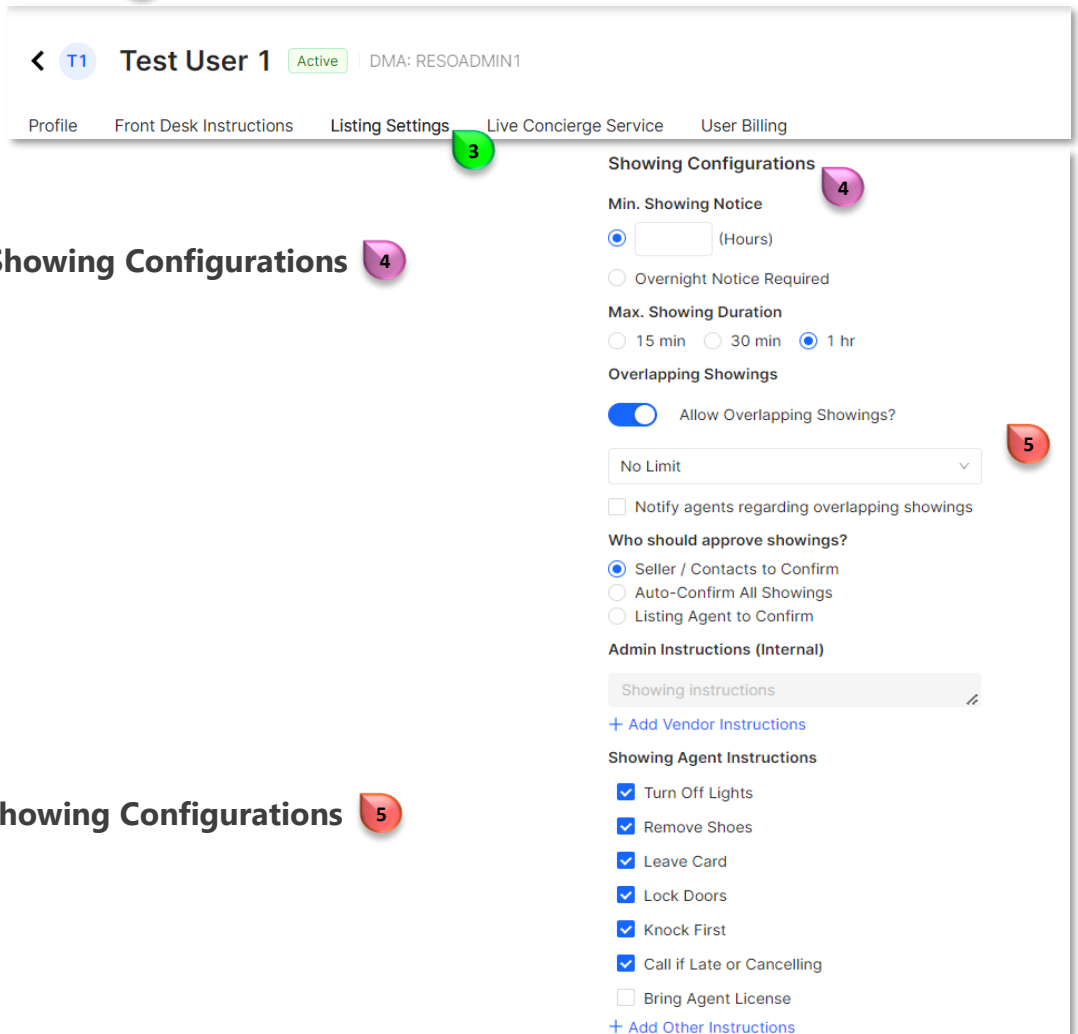 T1 Test User 1 Active DMA: RESOADMIN1
Profile Front Desk Instructions Listing Settings Live Concierge Service User Billing
3
Showing Configurations
4
Min. Showing Notice
(Hours)
Showing Configurations 4
Overnight Notice Required
Max. Showing Duration
15 min 30 min 1 hr
Overlapping Showings
Allow Overlapping Showings?
5
No Limit
Notify agents regarding overlapping showings
Who should approve showings?
Seller / Contacts to Confirm
Auto-Confirm All Showings
Listing Agent to Confirm
Admin Instructions (Internal)
Showing instructions
+ Add Vendor Instructions
Showing Agent Instructions
Turn Off Lights
howing Configurations 5
Remove Shoes
Leave Card
Lock Doors
Knock First
Call if Late or Cancelling
Bring Agent License
+ Add Other Instructions